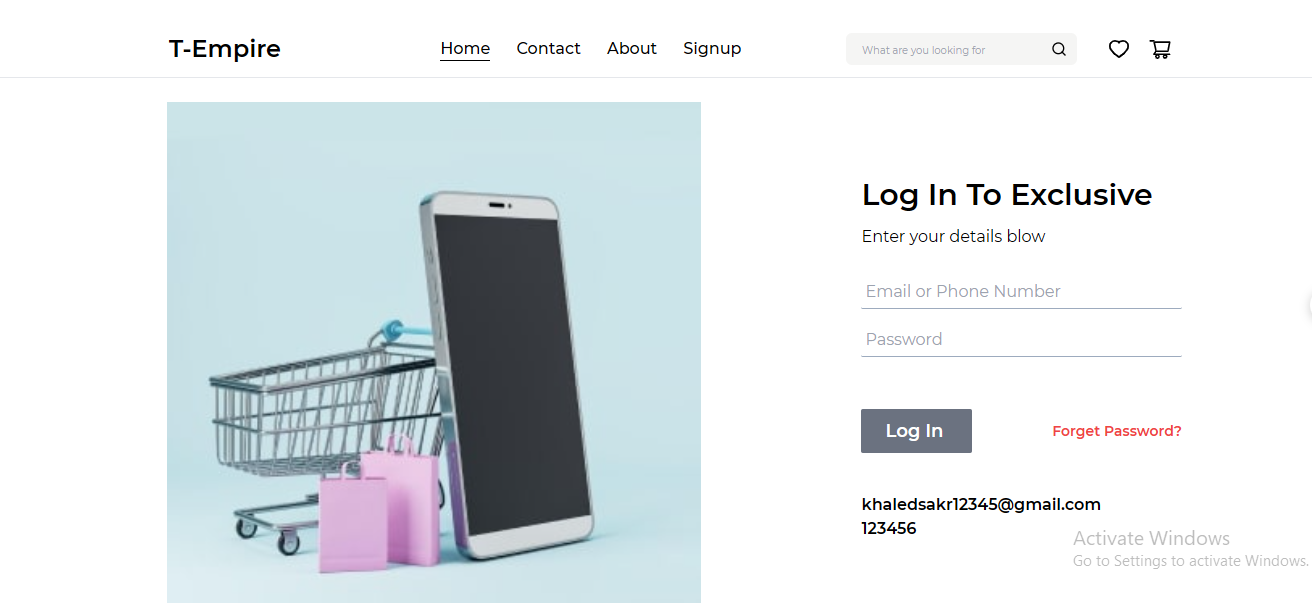 T-Empire
Home
Contact
About
Signup
What are you looking for
Log In To Exclusive
Enter your details blow
Email or Phone Number
Password
Log In
Forget Password?
khaledsakr12345@gmail.com
123456
Activate Windows
Go to Settings to activate Windows.